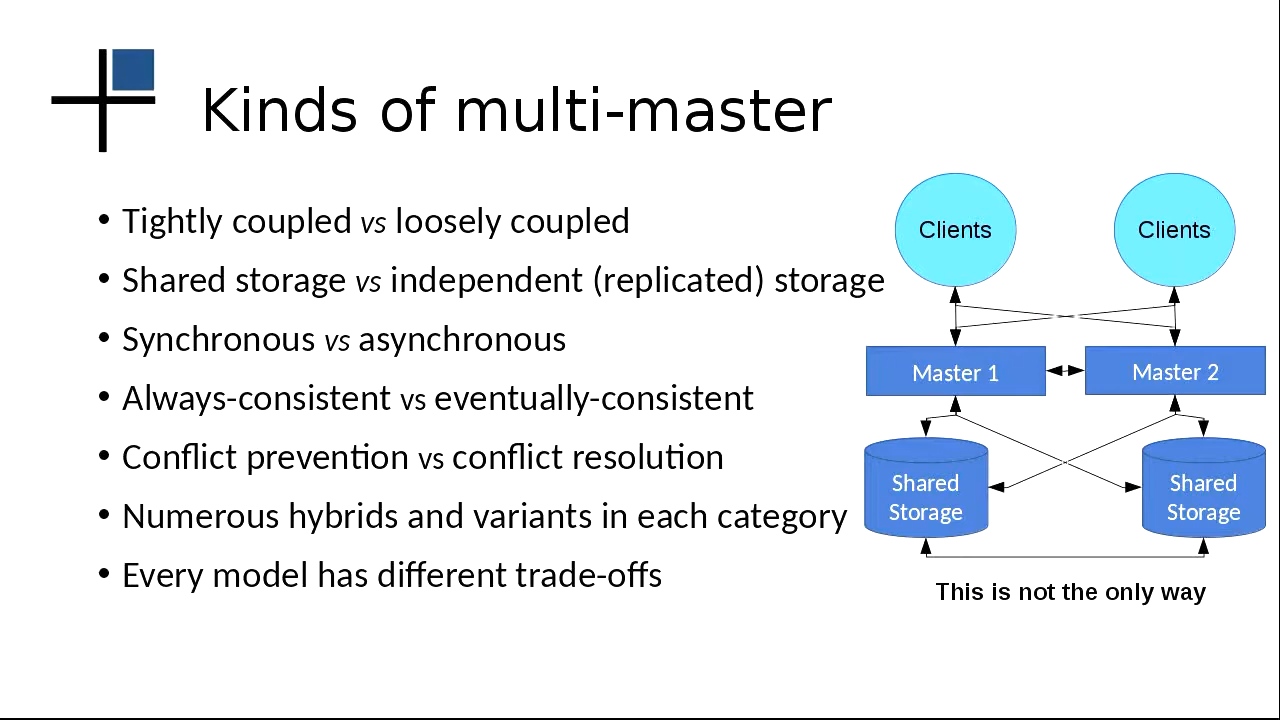 Kinds of multi-master
• Tightly coupled vs loosely coupled
• Shared storage vs independent (replicated) storage
• Synchronous vs asynchronous
• Always-consistent vs eventually-consistent
• Conflict prevention vs conflict resolution
• Numerous hybrids and variants in each category
• Every model has different trade-offs
Clients
Clients
Master 1
Master 2
Shared
Storage
Shared
Storage
This is not the only way